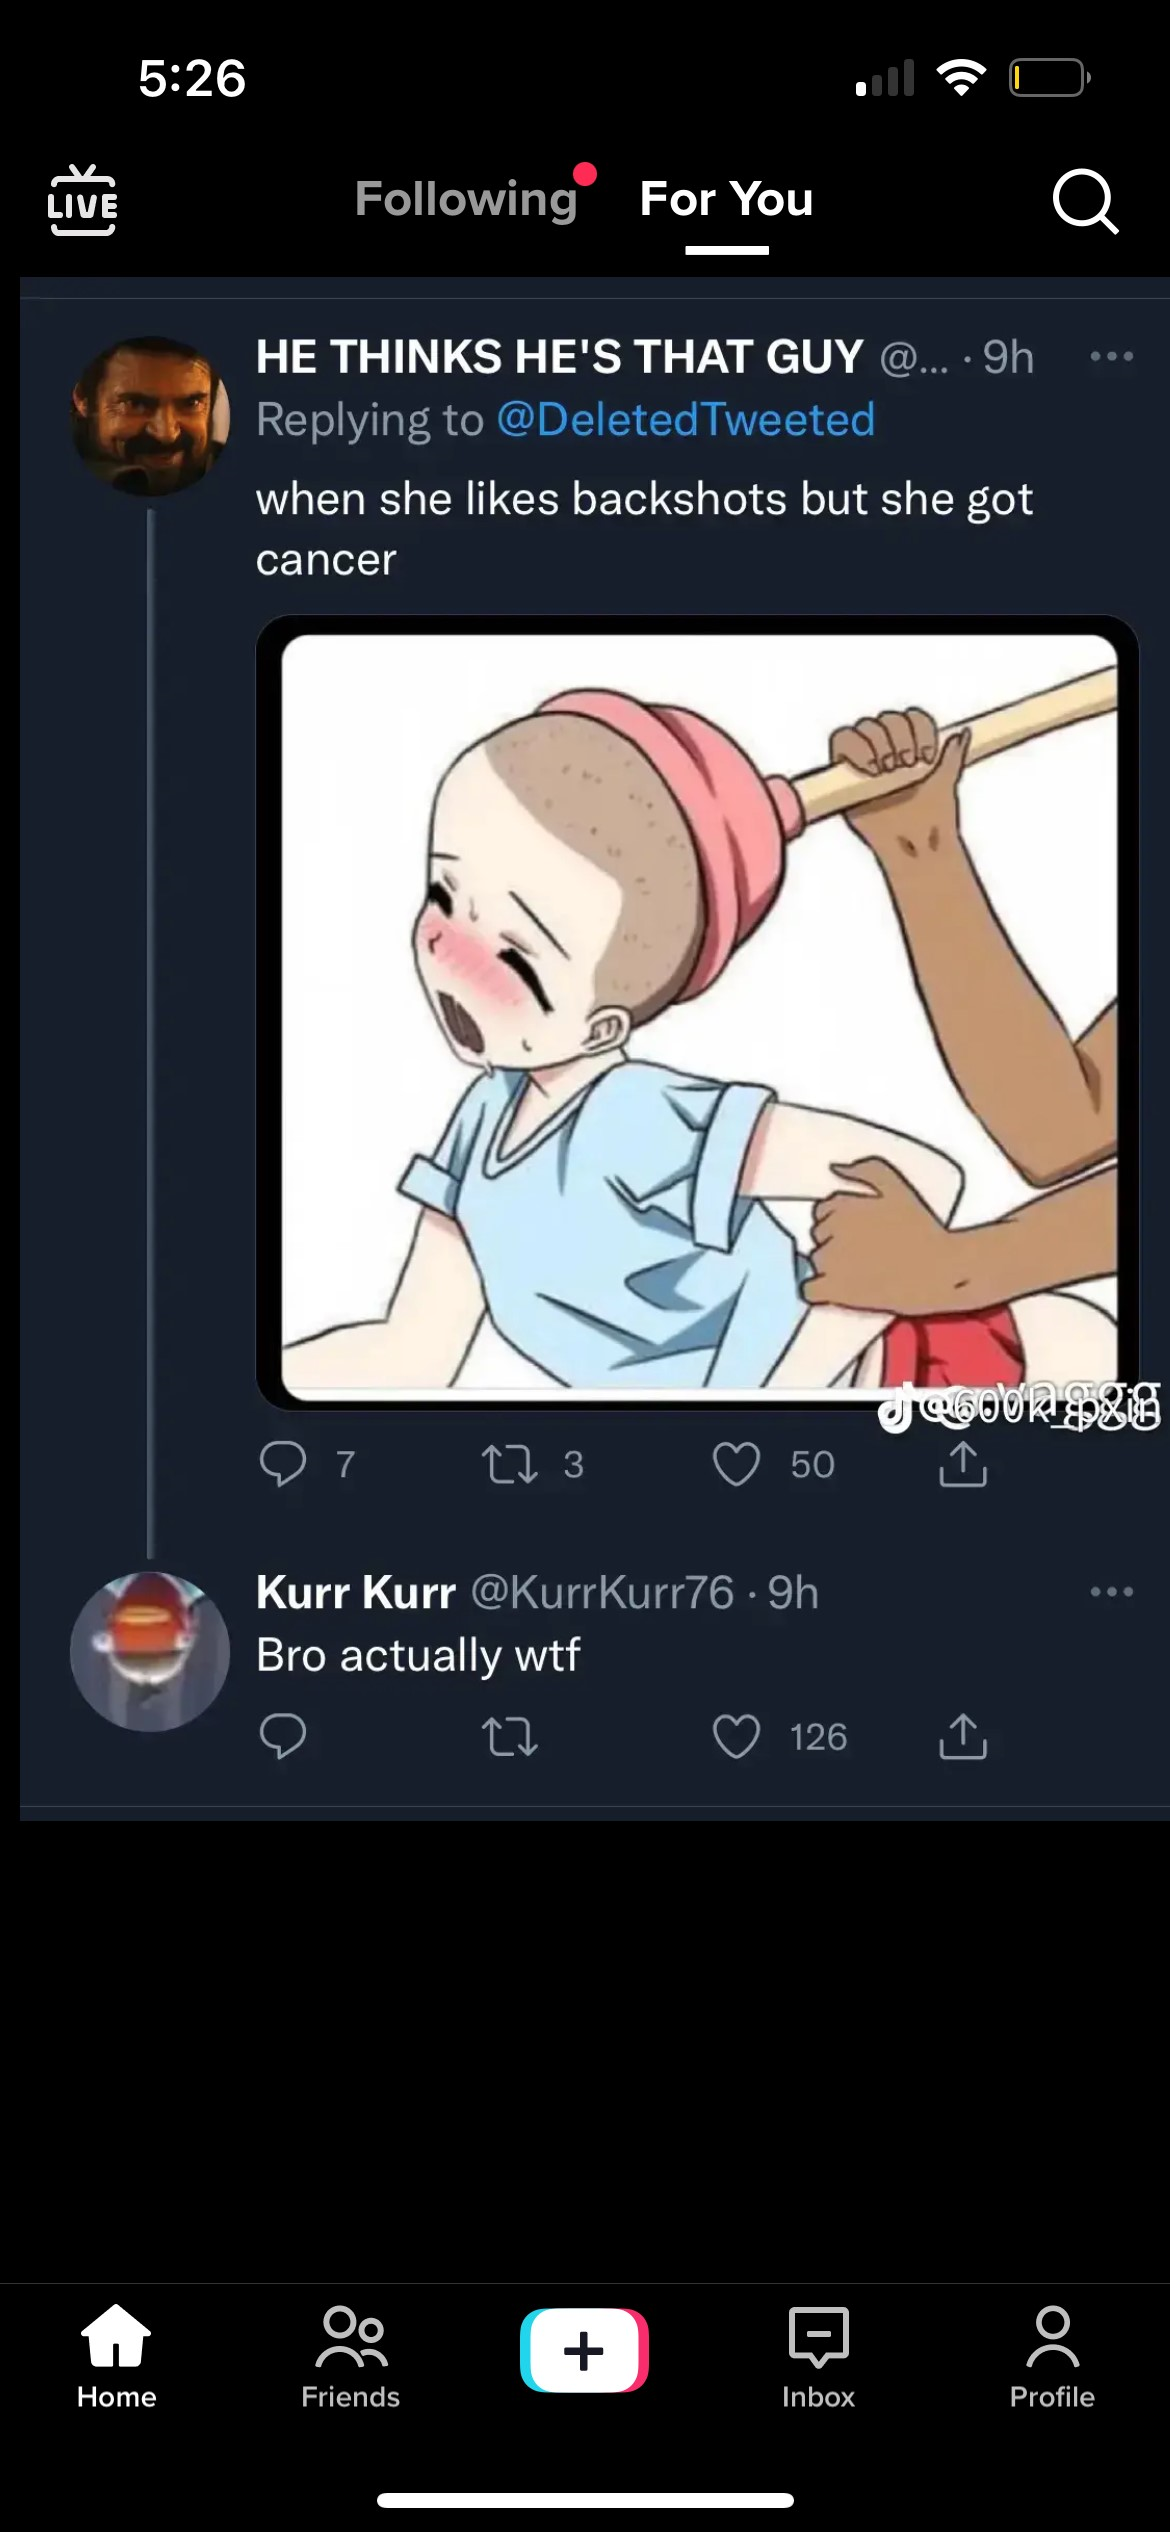 5:26
LIVE
Following
For You
HE THINKS HE'S THAT GUY @... · 9h
Replying to @DeletedTweeted
when she likes backshots but she got
cancer
7
3
50
Kurr Kurr @KurrKurr76 · 9h
Bro actually wtf
126
Home
Friends
Inbox
Profile